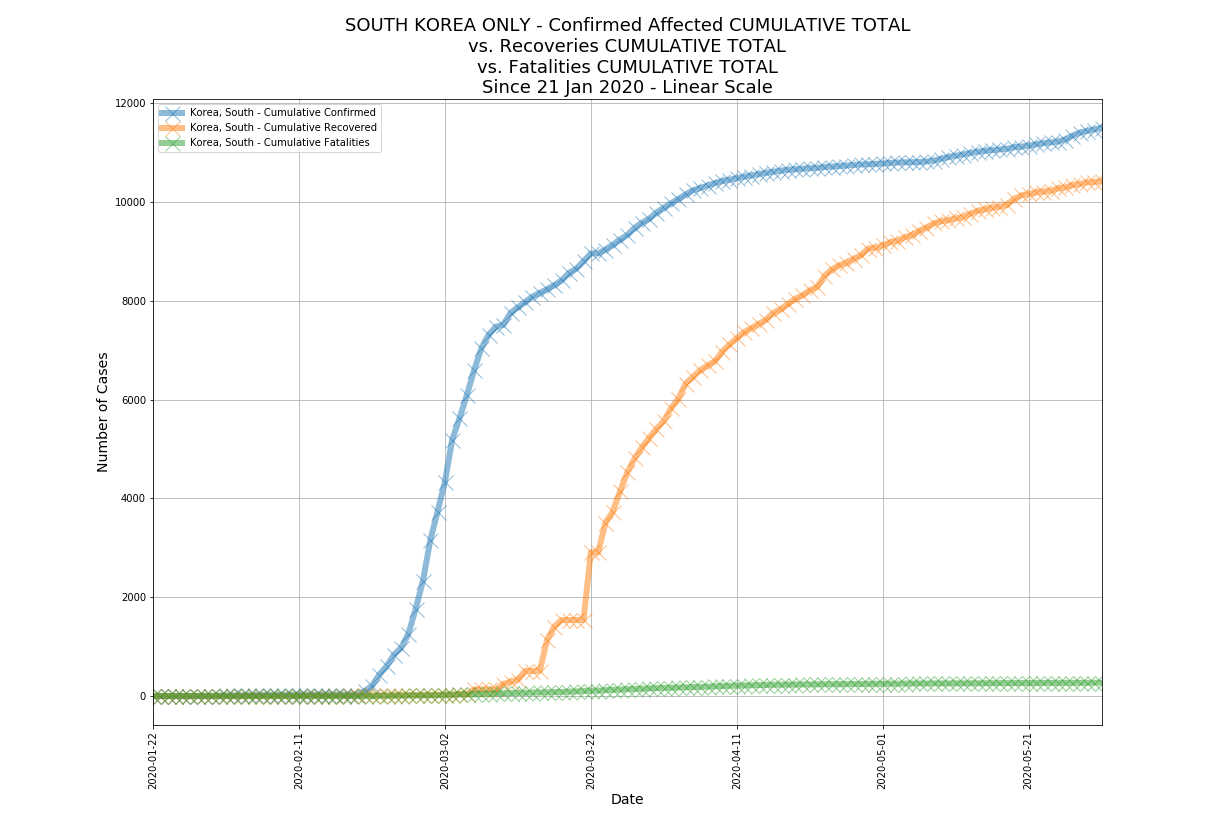 SOUTH KOREA ONLY - Confirmed Affected CUMULATIVE TOTAL
vs. Recoveries CUMULATIVE TOTAL
vs. Fatalities CUMULATIVE TOTAL
Since 21 Jan 2020 - Linear Scale
Korea, South - Cumulative Confirmed
Korea, South - Cumulative Recovered
Korea, South - Cumulative Fatalities
Number of Cases
12000
10000
8000
6000
4000
2000
0
2020-01-22
2020-02-11
2020-03-02
2020-03-22
2020-04-11
2020-05-01
2020-05-21
Date